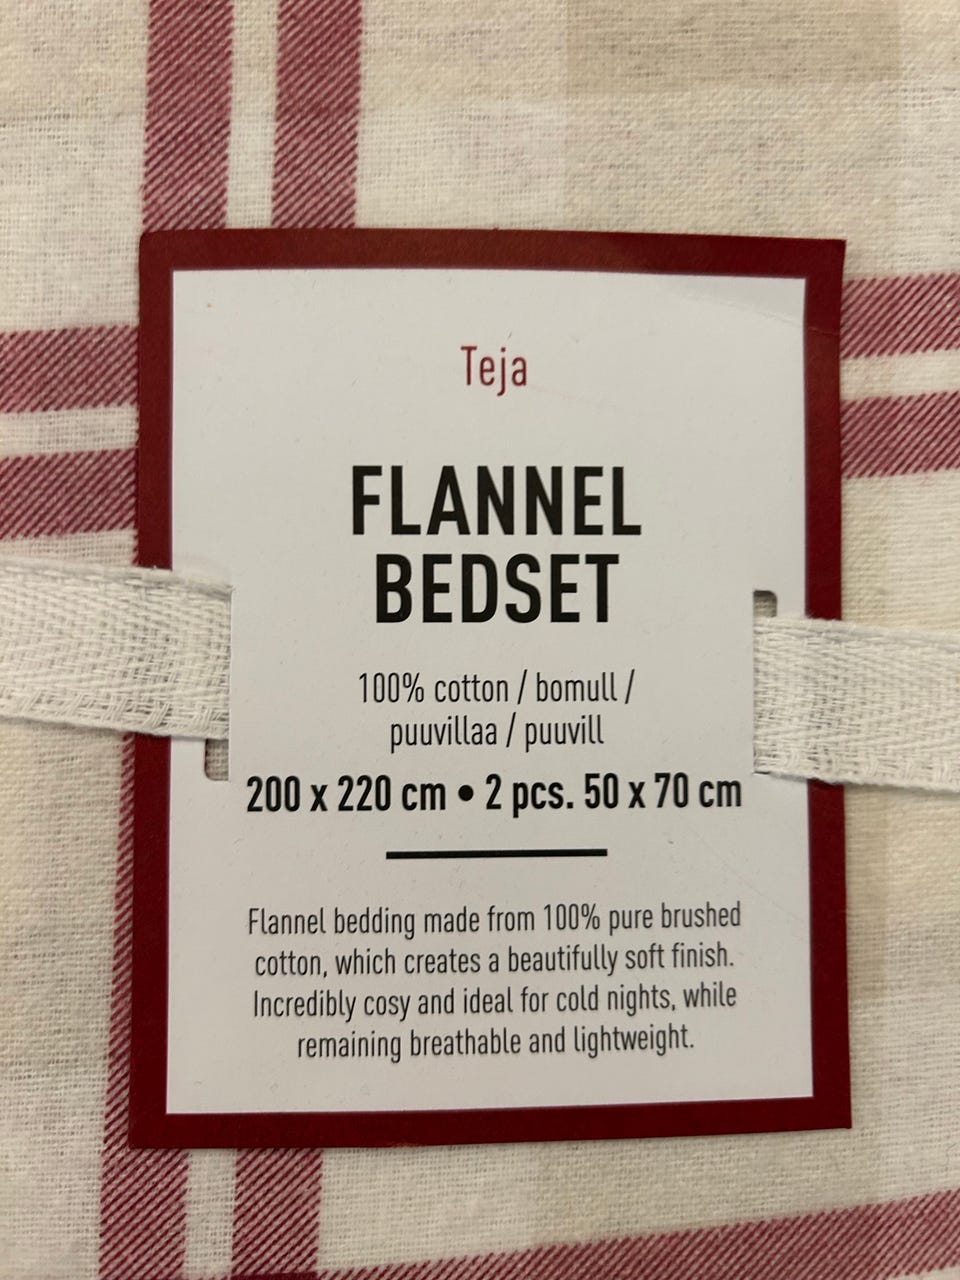 Teja
FLANNEL
BEDSET
100% cotton / bomull /
puuvillaa / puuvill
200 x 220 cm • 2 pcs. 50 x 70 cm
Flannel bedding made from 100% pure brushed
cotton, which creates a beautifully soft finish.
Incredibly cosy and ideal for cold nights, while
remaining breathable and lightweight.